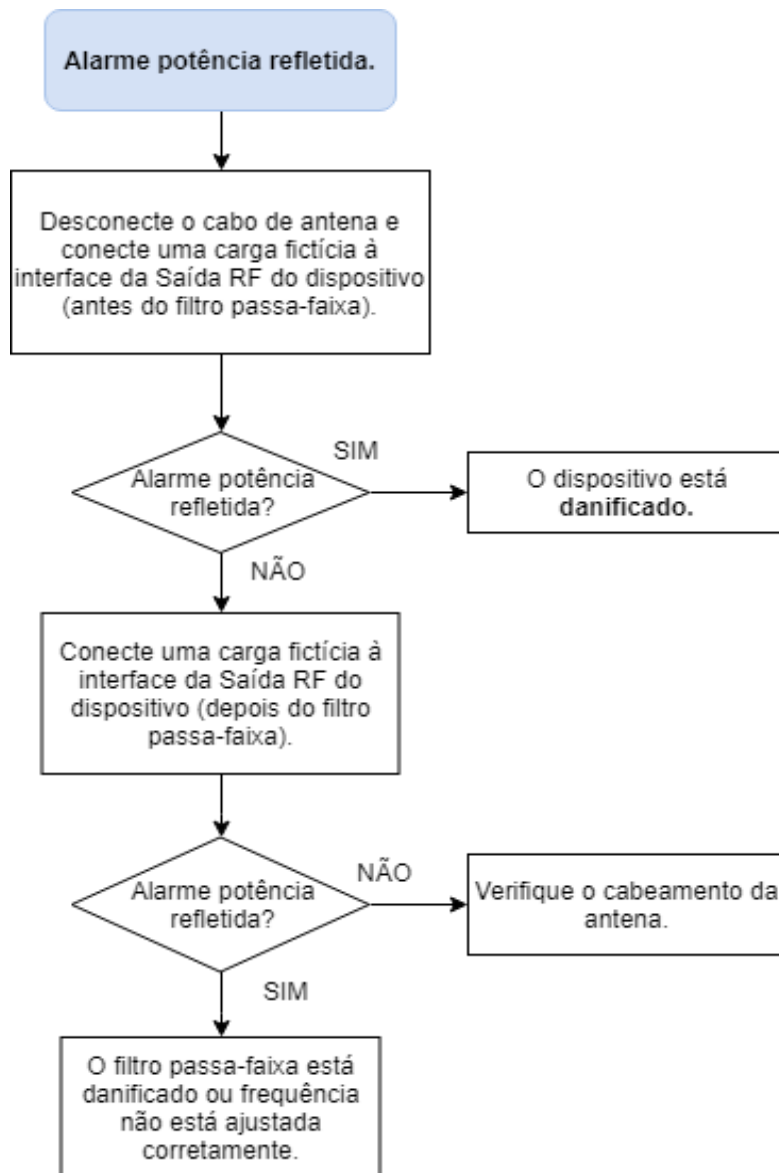 Alarme potência refletida.
Desconecte o cabo de antena e
conecte uma carga fictícia à
interface da Saída RF do dispositivo
(antes do filtro passa-faixa).
Alarme potência
refletida?
SIM
O dispositivo está
danificado.
NÃO
Conecte uma carga fictícia à
interface da Saída RF do
dispositivo (depois do filtro
passa-faixa).
Alarme potência
refletida?
NÃO
Verifique o cabeamento da
antena.
SIM
O filtro passa-faixa está
danificado ou frequência
não está ajustada
corretamente.